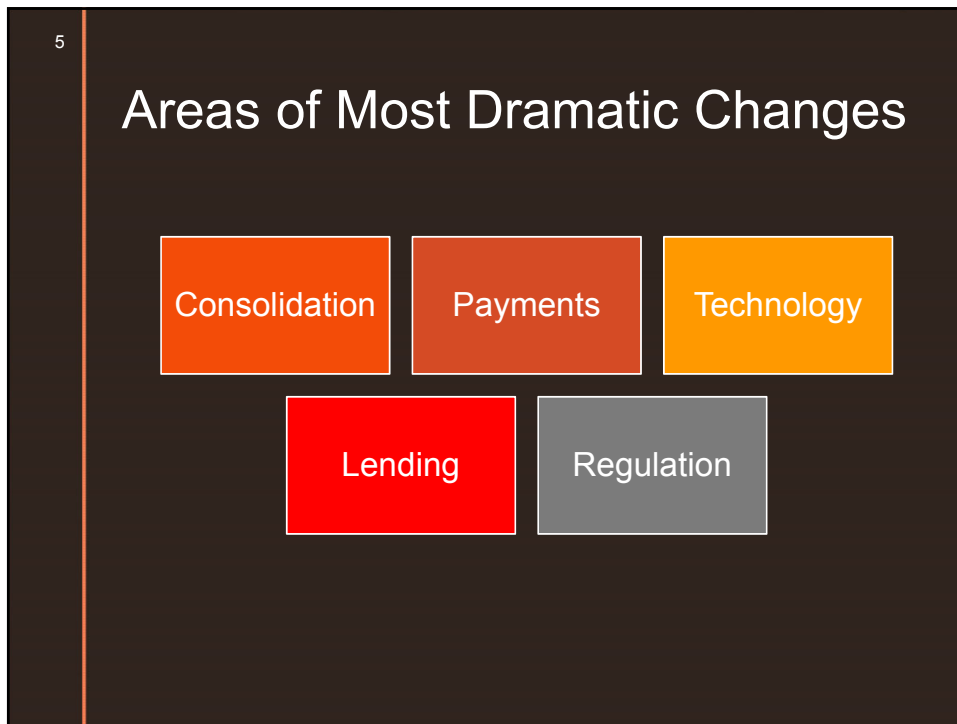 5
Areas of Most Dramatic Changes
Consolidation
Payments
Technology
Lending
Regulation